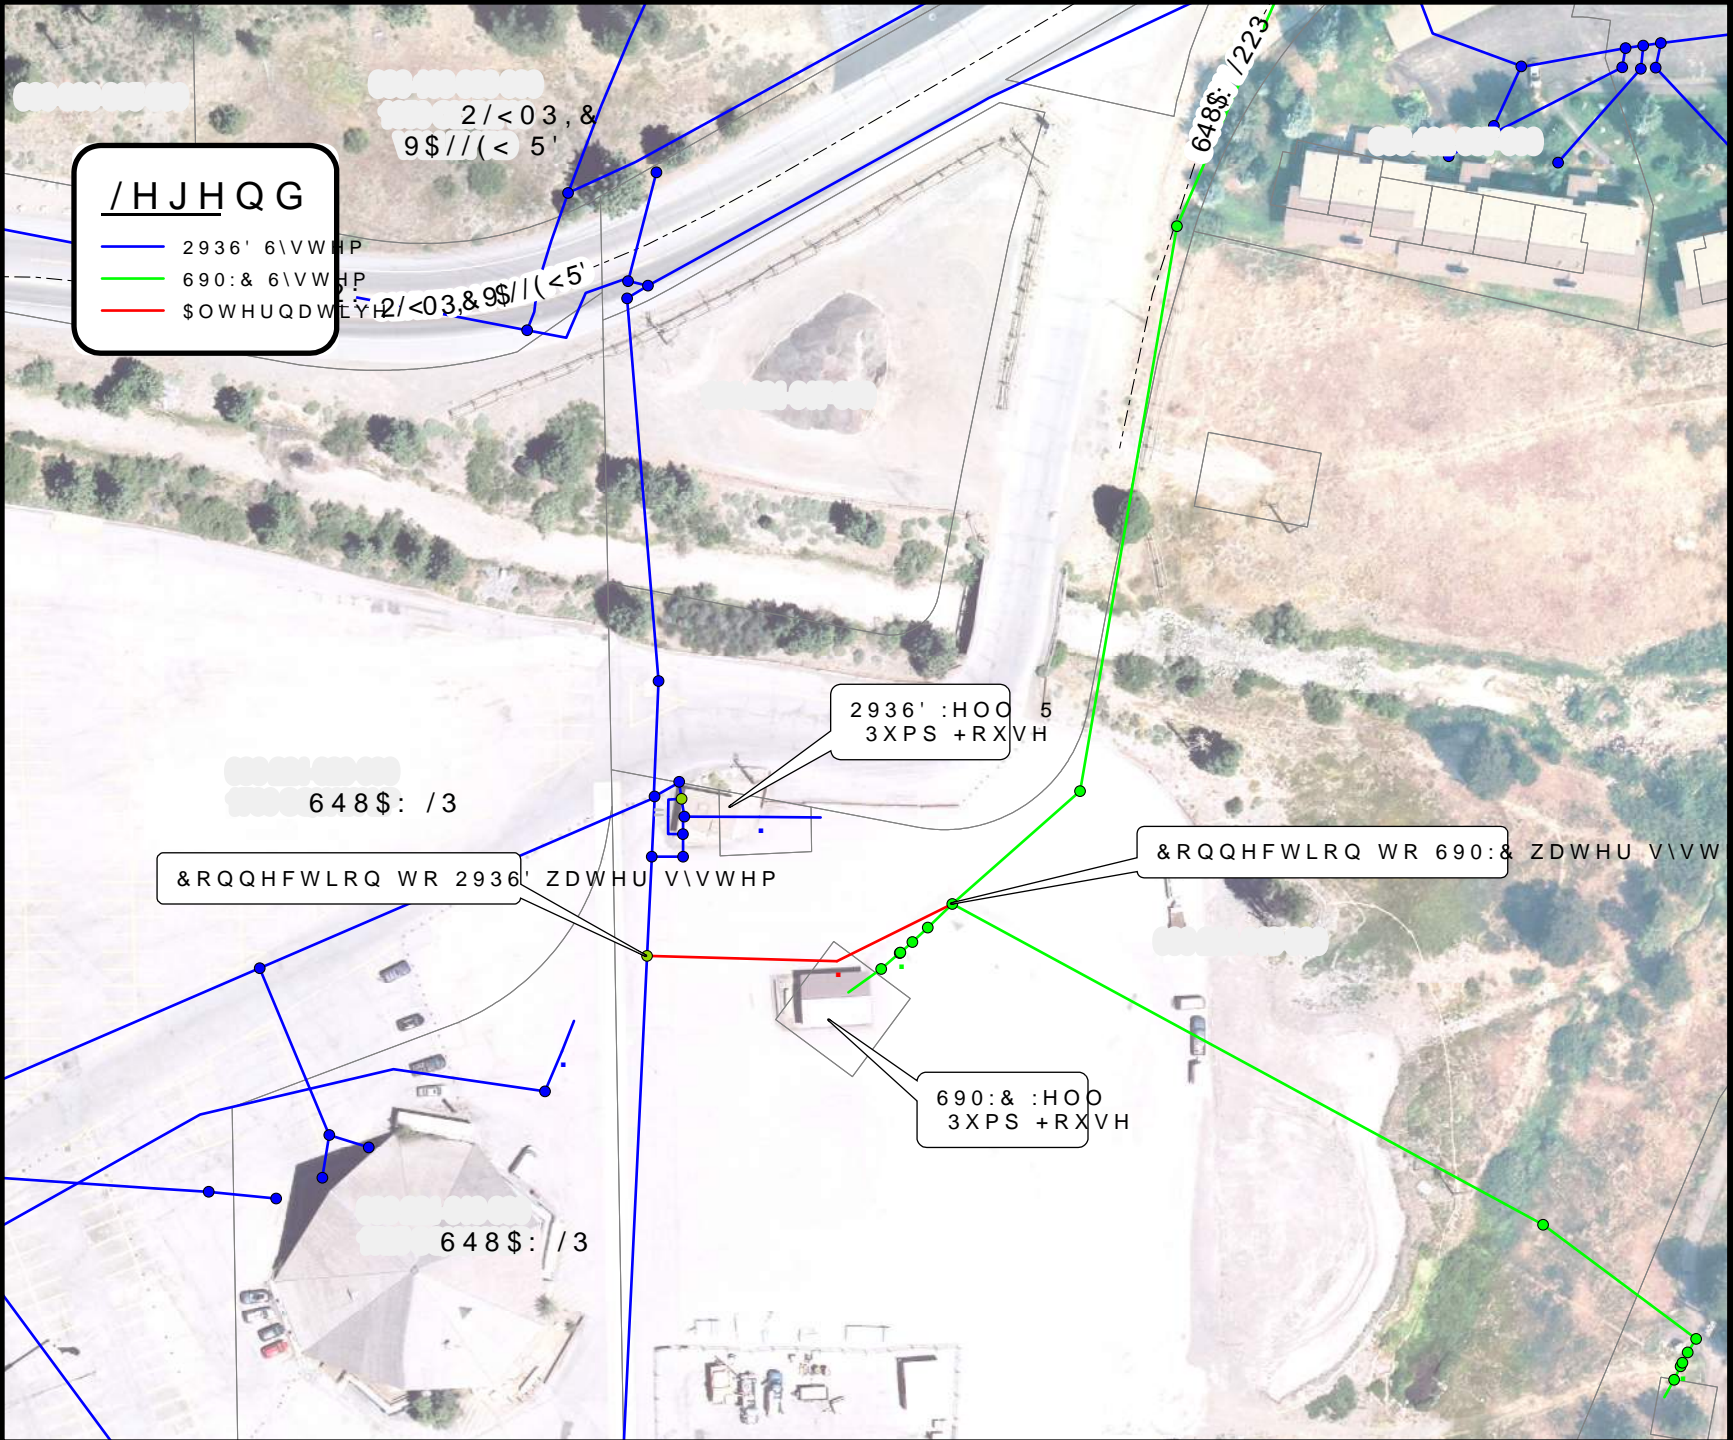 648$: /223
2/<03,&
9$//(< 5'
/HJHQG
2936' 6\VWHP
690:& 6\VWHP
$OWHUQDWLYH
2/<03,&9$//(<5'
2936' :HOO 5
3XPS +RXVH
648$: /3
&RQQHFWLRQ WR 2936' ZDWHU V\VWHP
&RQQHFWLRQ WR 690:& ZDWHU V\VW
690:& :HOO
3XPS +RXVH
648$: /3